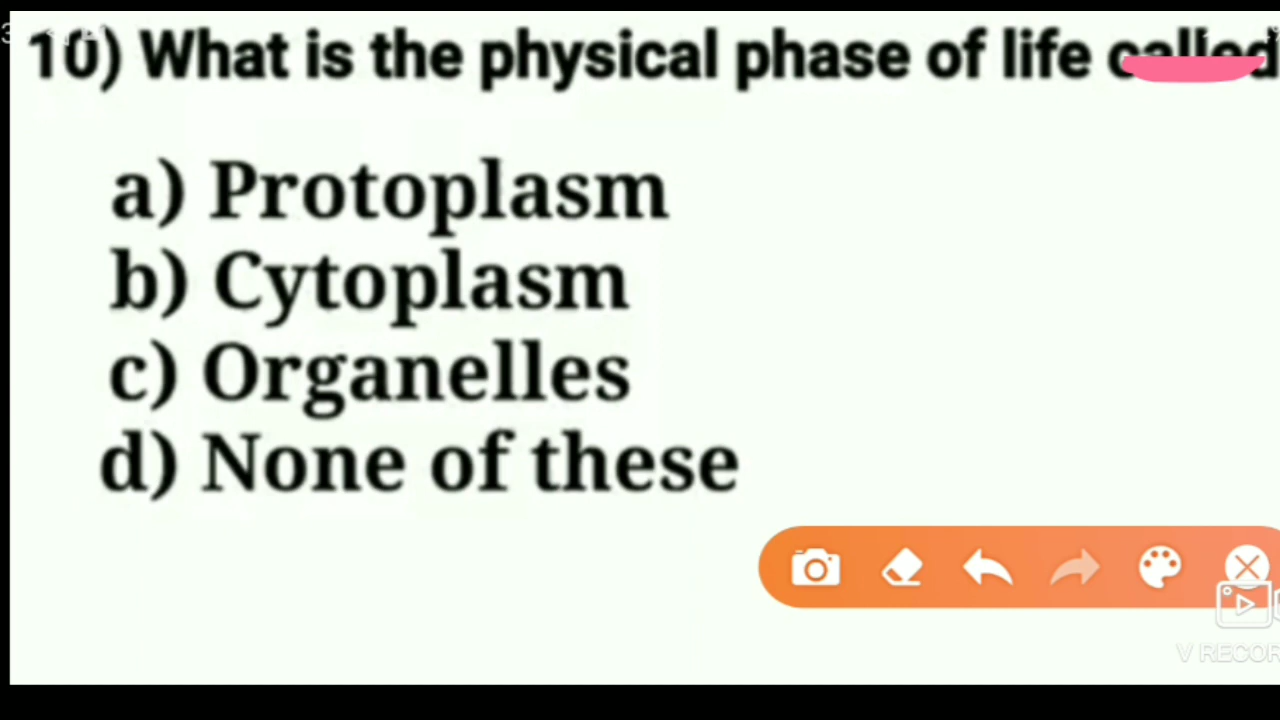 10) What is the physical phase of life called
a) Protoplasm
b) Cytoplasm
c) Organelles
d) None of these
V RECOR